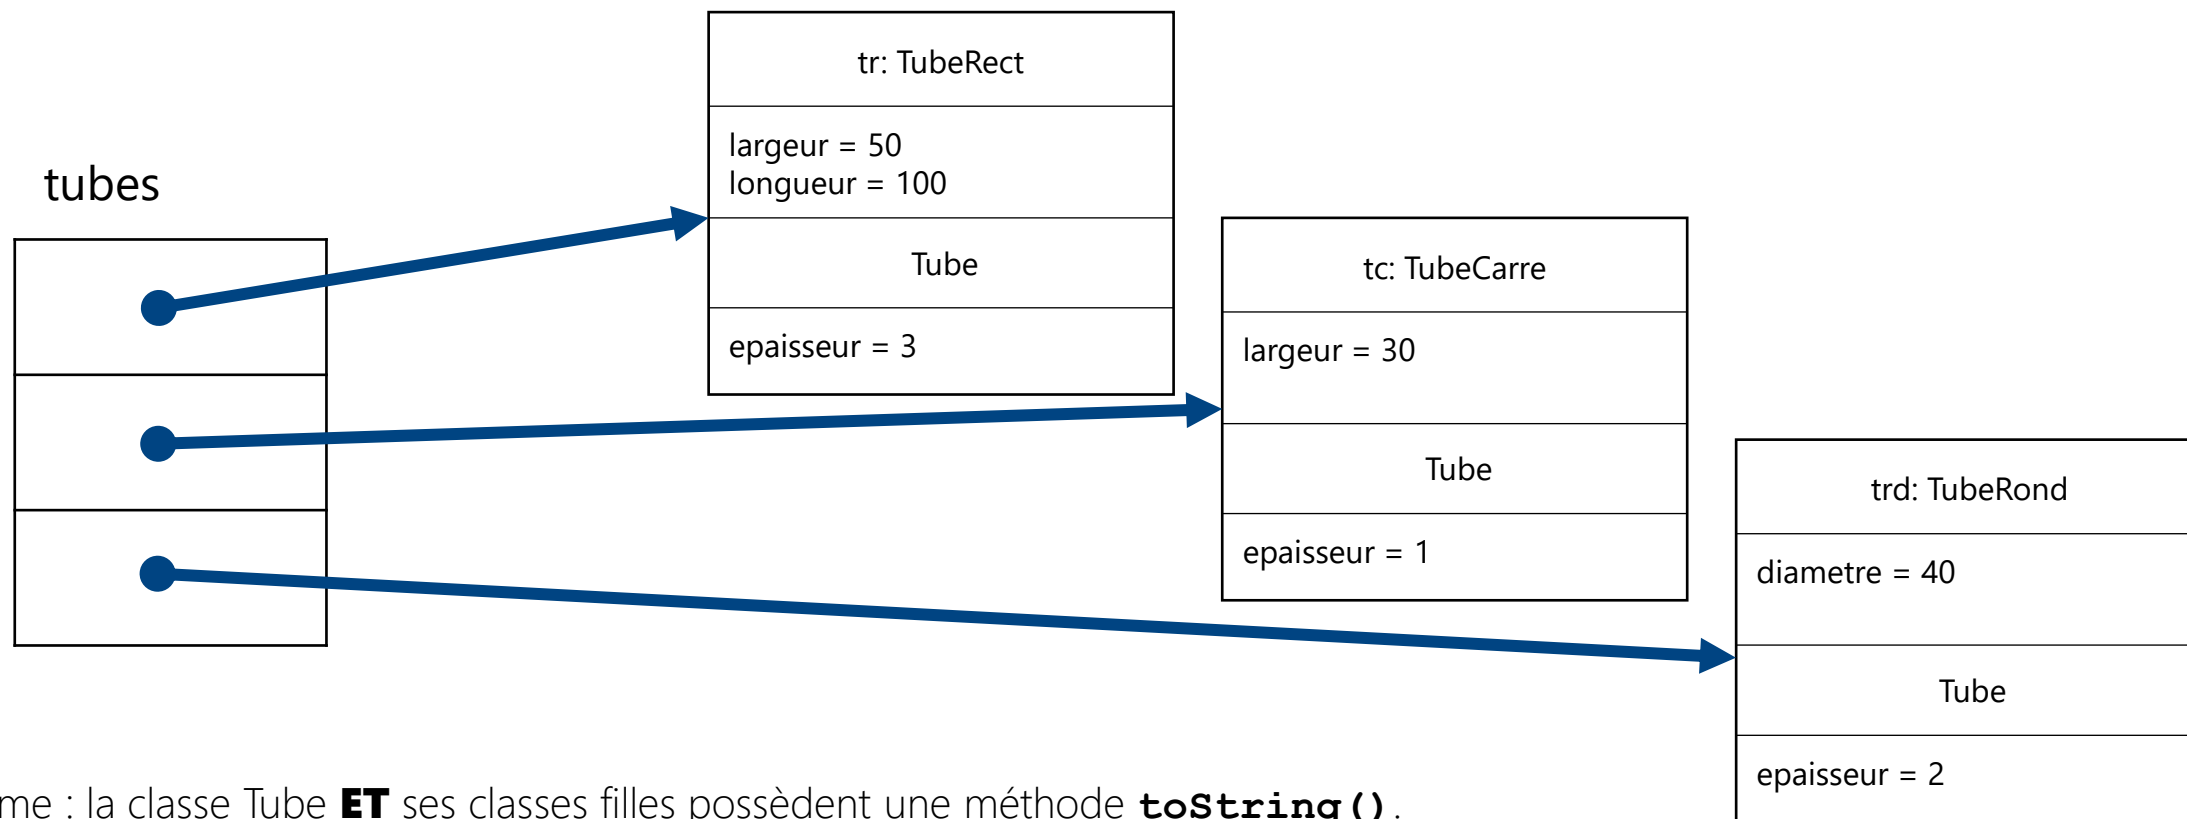 tubes
tr: TubeRect
largeur = 50
longueur = 100
Tube
epaisseur = 3
tc: TubeCarre
largeur = 30
Tube
epaisseur = 1
trd: TubeRond
diametre = 40
Tube
epaisseur = 2
: la classe Tube ET ses classes filles possèdent une méthode toString().